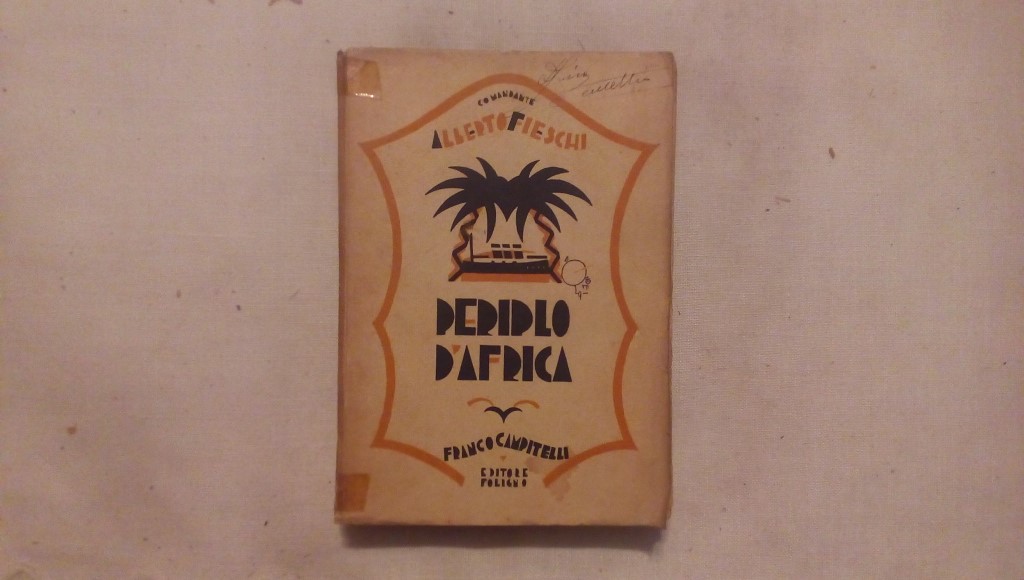 COMANDANTE
ALBERTO FIESCHI
PERIPLO
D'AFRICA
FRANCO CAMPITELLI
EDITORE
FOLIGNO